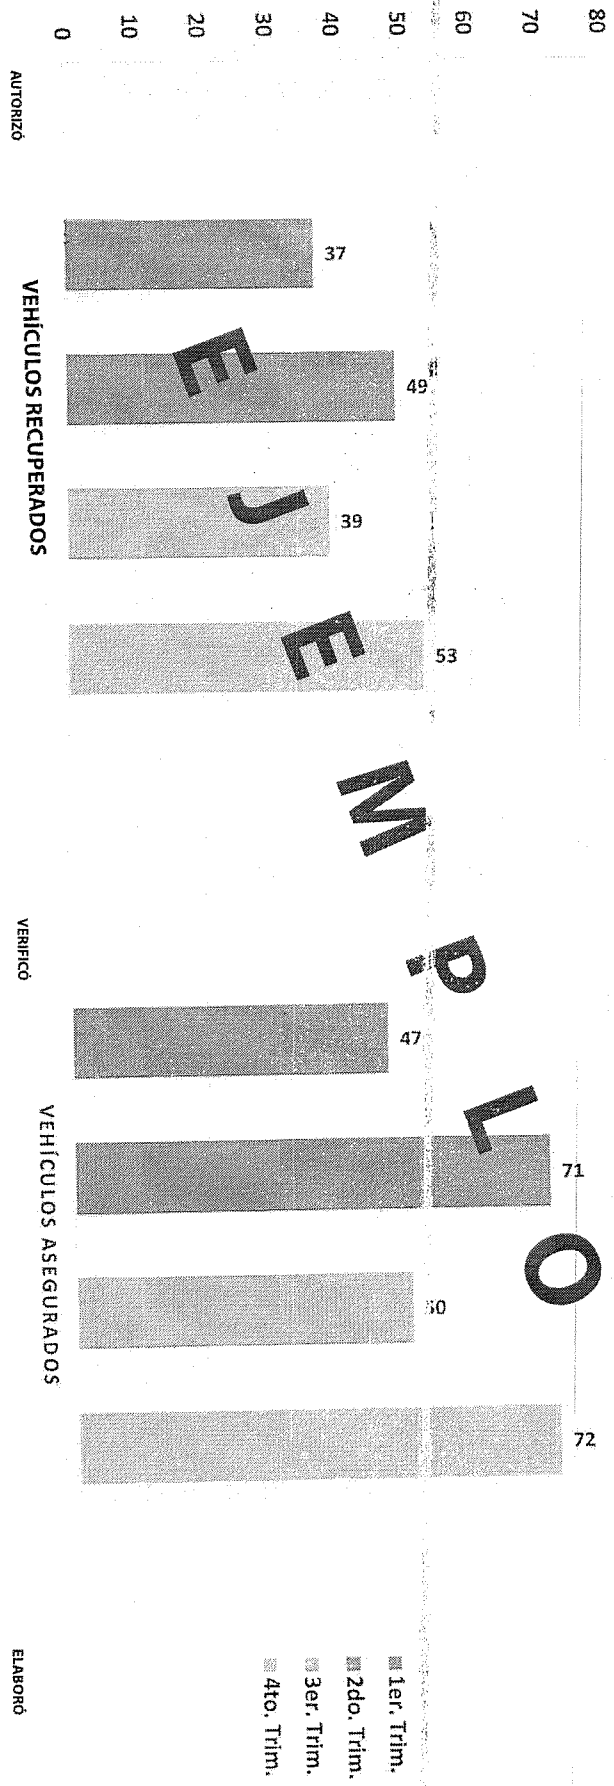 80
70
60
50
40
30
20
10
0
37
49
39
53
47
71
50
72
VEHÍCULOS RECUPERADOS
VEHÍCULOS ASEGURADOS
1er. Trim.
2do. Trim.
3er. Trim.
4to. Trim.
EJEMPLO
AUTORIZÓ
VERIFICÓ
ELABORÓ